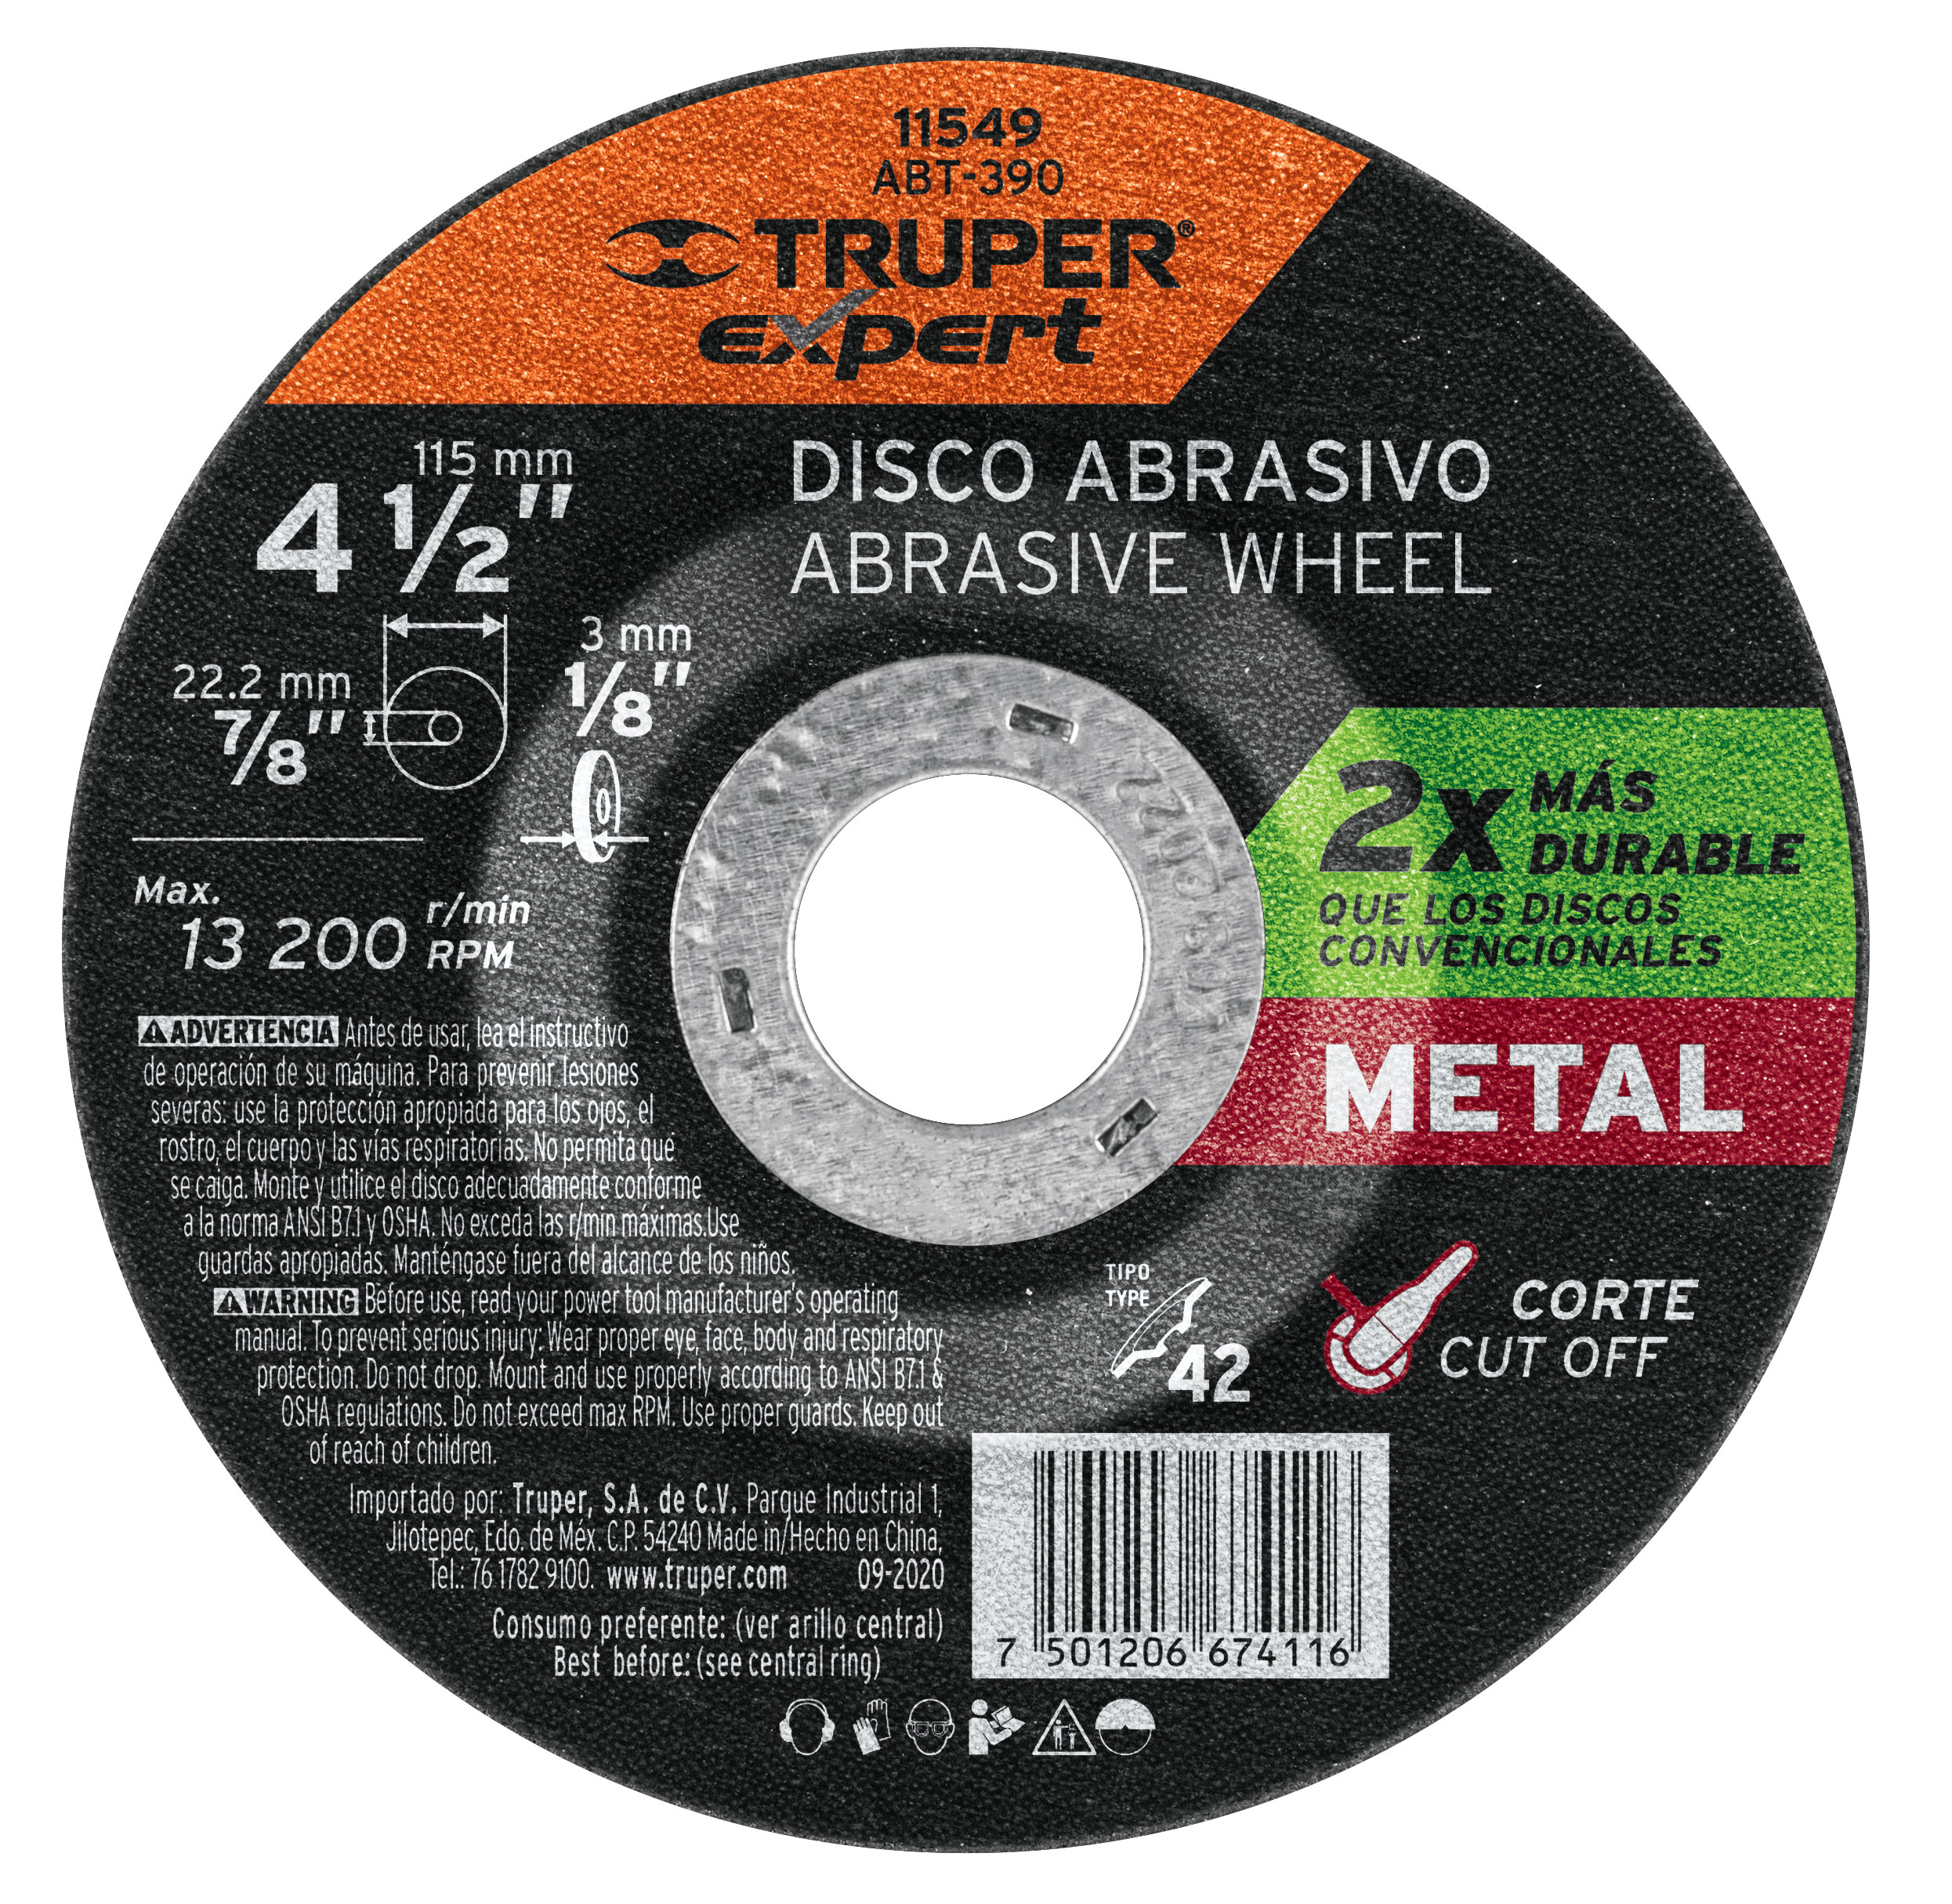 11549
ABT-390
TRUPER®
expert
115 mm
4 1/2"
DISCO ABRASIVO
ABRASIVE WHEEL
3 mm
1/8"
22.2 mm
7/8"
2x MÁS
DURABLE
QUE LOS DISCOS
CONVENCIONALES
Max.
13 200 r/min
RPM
METAL
ADVERTENCIA Antes de usar, lea el instructivo
de operación de su máquina. Para prevenir lesiones
severas: use la protección apropiada para los ojos, el
rostro, el cuerpo y las vías respiratorias. No permita que
se caiga. Monte y utilice el disco adecuadamente conforme
a la norma ANSI B7.1 y OSHA. No exceda las r/min máximas.Use
guardas apropiadas. Manténgase fuera del alcance de los niños.
WARNING Before use, read your power tool manufacturer's operating
manual. To prevent serious injury: Wear proper eye, face, body and respiratory
protection. Do not drop. Mount and use properly according to ANSI B7.1 &
OSHA regulations. Do not exceed max RPM. Use proper guards. Keep out
of reach of children.
TIPO
TYPE
42
CORTE
CUT OFF
Importado por: Truper, S.A. de C.V. Parque Industrial 1,
Jilotepec, Edo. de Méx. C.P. 54240 Made in/Hecho en China,
Tel.: 76 1782 9100. www.truper.com 09-2020
Consumo preferente: (ver arillo central)
Best before: (see central ring)
7 501206 674116